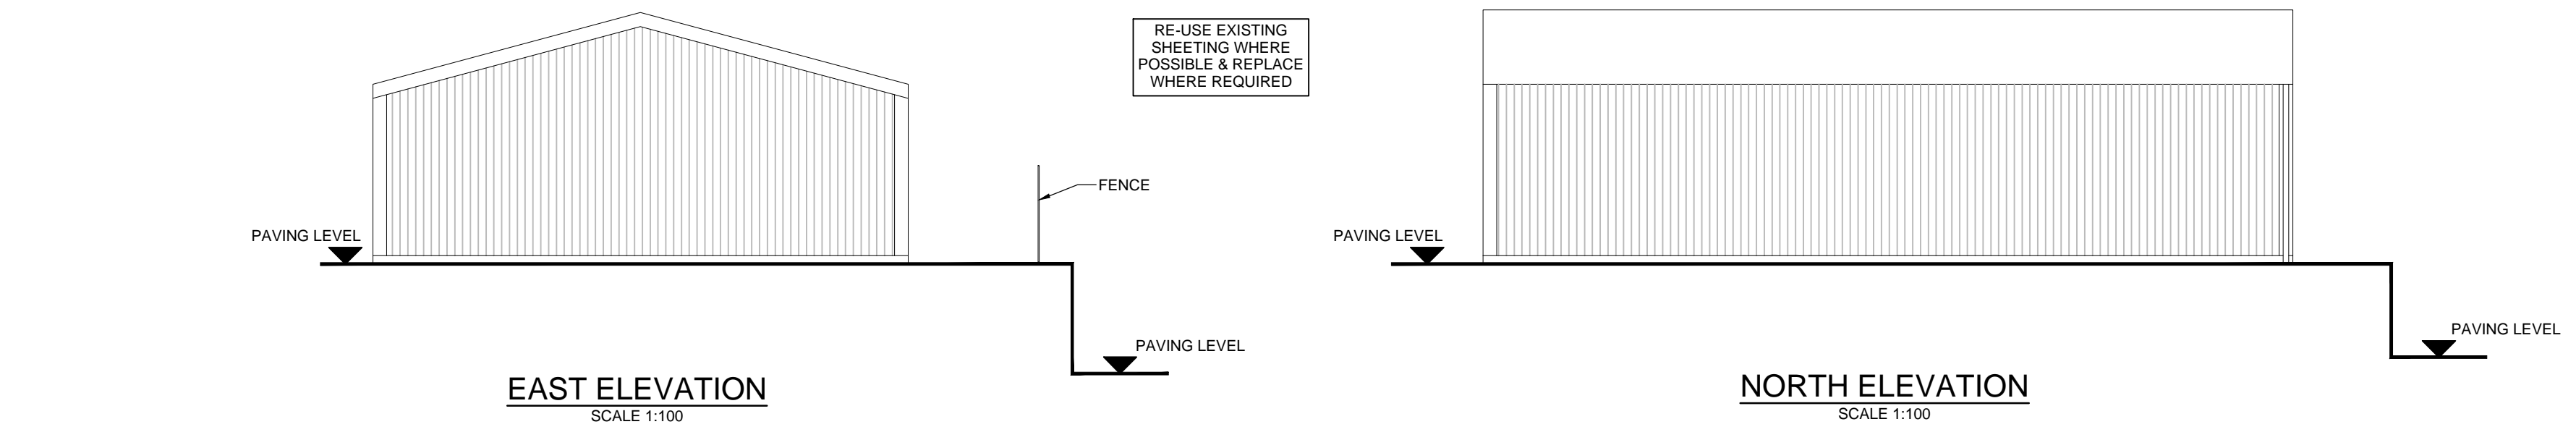 RE-USE EXISTING
SHEETING WHERE
POSSIBLE & REPLACE
WHERE REQUIRED
FENCE
PAVING LEVEL
PAVING LEVEL
EAST ELEVATION
SCALE 1:100
PAVING LEVEL
PAVING LEVEL
NORTH ELEVATION
SCALE 1:100